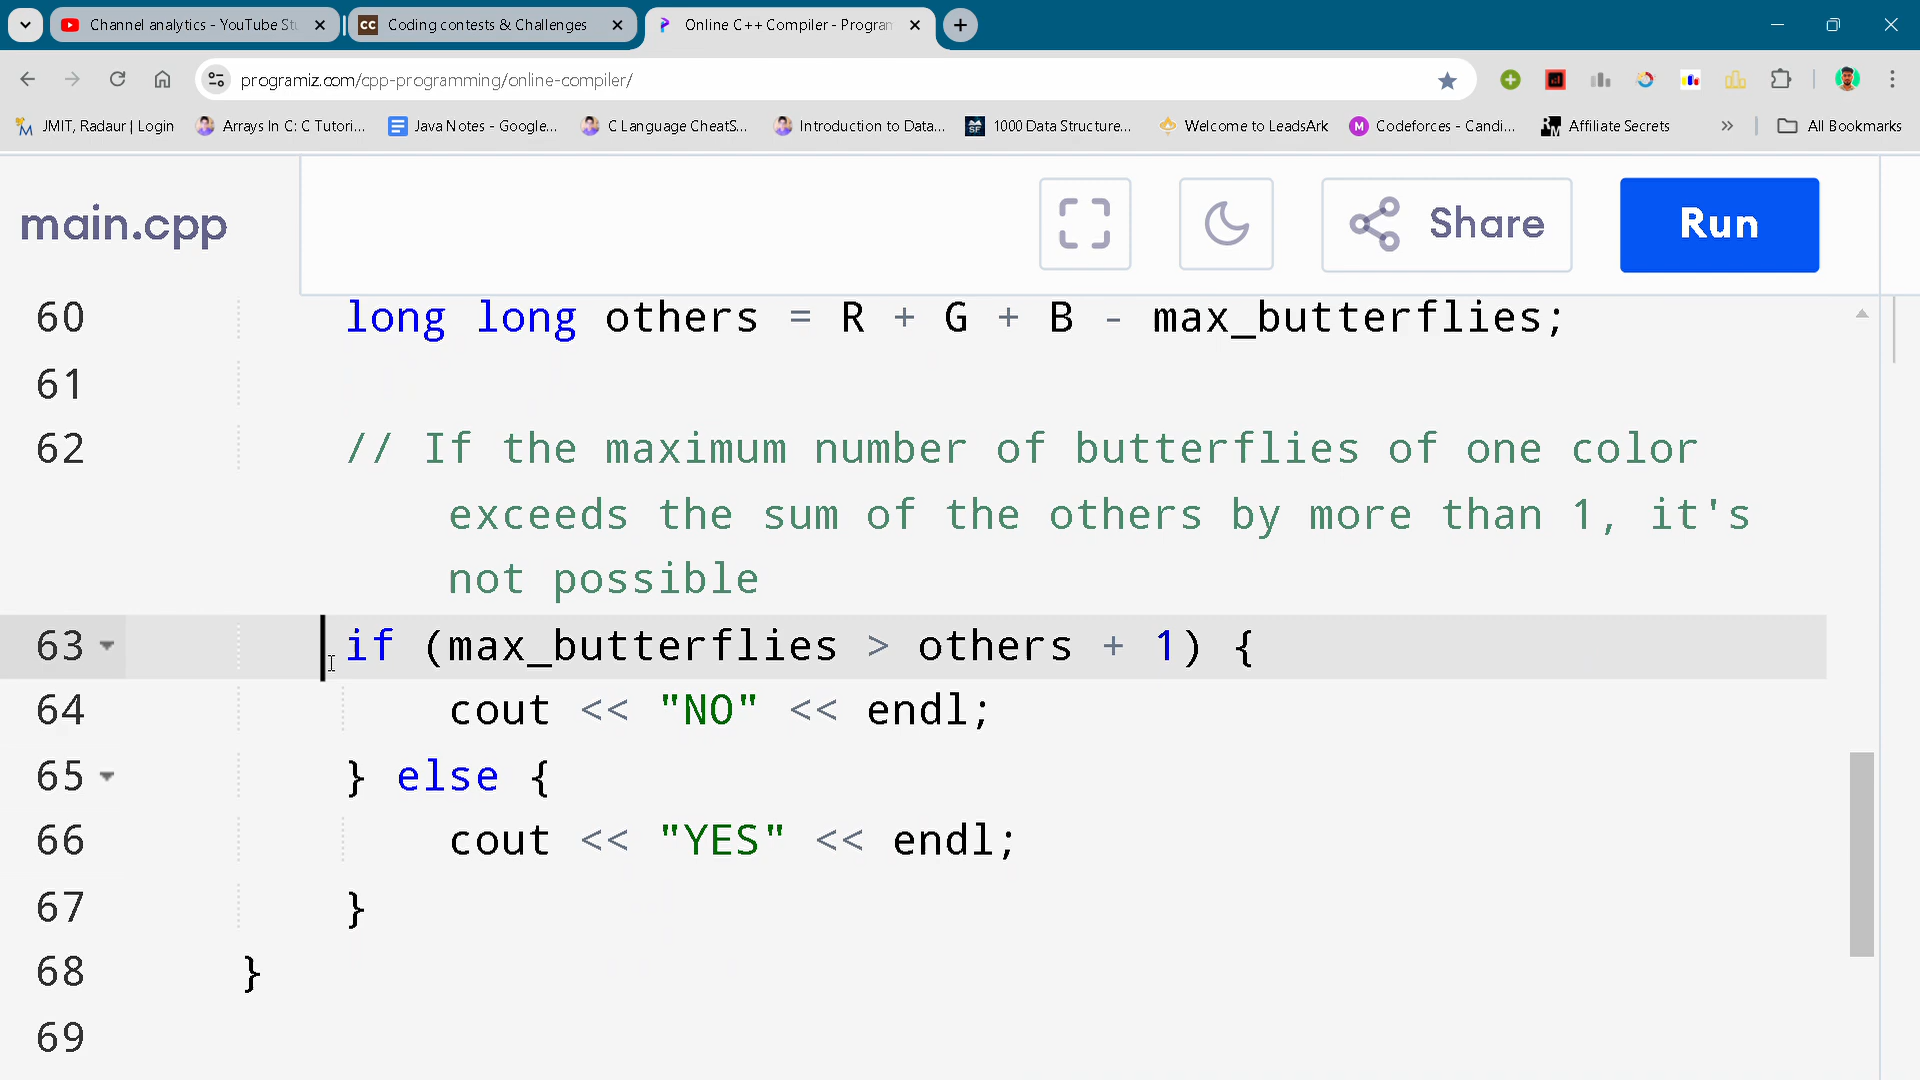 Channel analytics - YouTube St
Coding contests & Challenges
Online C++ Compiler - Progran
programiz.com/cpp-programming/online-compiler/
JMIT, Radaur | Login
Arrays In C: C Tutori...
Java Notes - Google...
C Language CheatS...
Introduction to Data...
1000 Data Structure...
Welcome to LeadsArk
Codeforces - Candi...
Affiliate Secrets
All Bookmarks
main.cpp
Share
Run
60 long long others = R + G + B - max_butterflies;
61
62 // If the maximum number of butterflies of one color
exceeds the sum of the others by more than 1, it's
not possible
63 if (max_butterflies > others + 1) {
64 cout << "NO" << endl;
65 } else {
66 cout << "YES" << endl;
67 }
68 }
69